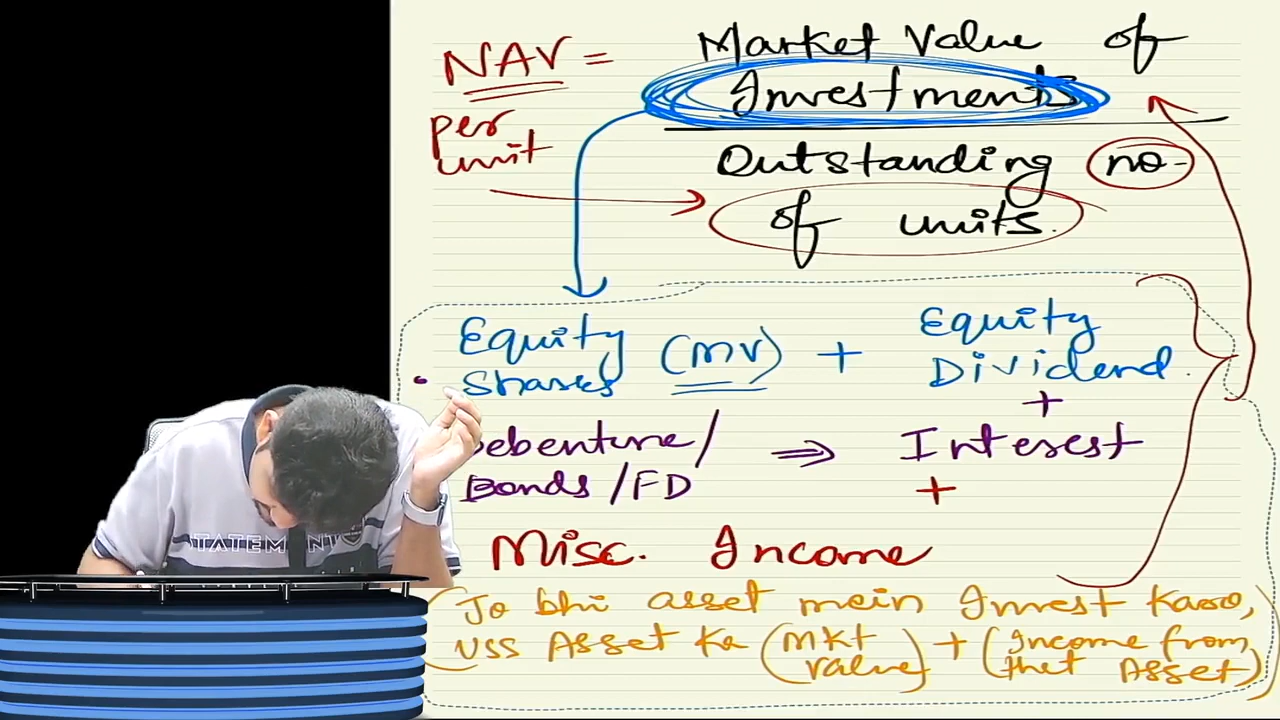 NAV =
per
unit
Market Value of
Investments
Outstanding no.
of units.
Equity
Shares (MV) + Equity
Dividend.
+
Debenture/
Bonds/FD ⇒ Interest
+
Misc. Income
(Jo bhi asset mein Invest Karo,
USS Asset Ka (Mkt
value) + (Income from
that Asset))
STATEMENT